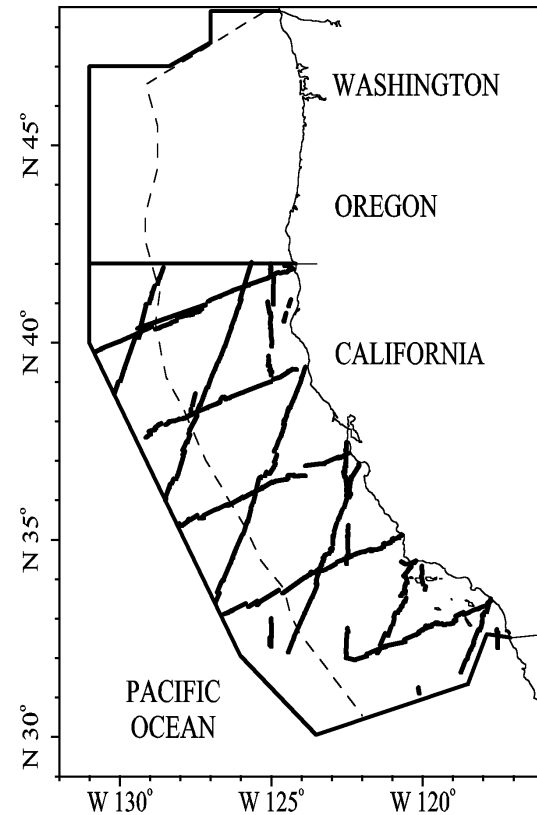 WASHINGTON
N 45°
OREGON
N 40°
CALIFORNIA
N 35°
PACIFIC
OCEAN
N 30°
W 130°
W 125°
W 120°